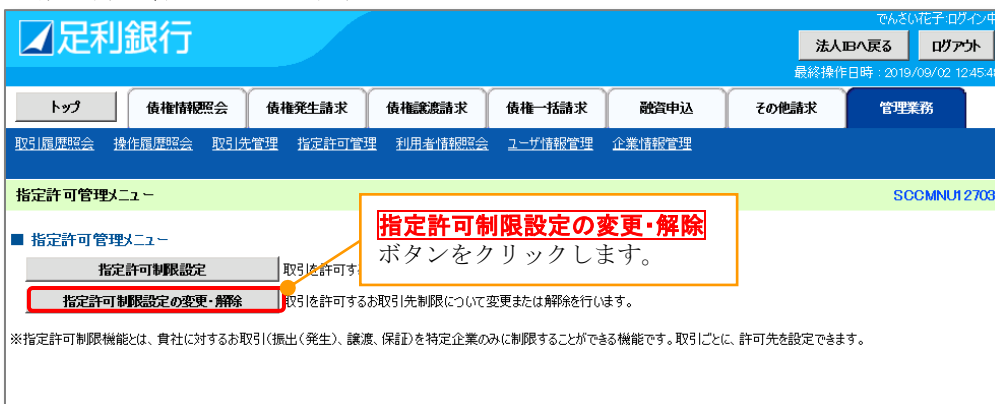 でんさい花子:ログイン中
足利銀行
法人IBへ戻る ログアウト
最終操作日時:2019/09/02 12:45:48
トップ 債権情報照会 債権発生請求 債権譲渡請求 債権一括請求 融資申込 その他請求 管理業務
取引履歴照会 操作履歴照会 取引先管理 指定許可管理 利用者情報照会 ユーザ情報管理 企業情報管理
指定許可管理メニュー SCCMNU12703
指定許可制限設定の変更・解除
ボタンをクリックします。
■ 指定許可管理メニュー
指定許可制限設定 取引を許可す
指定許可制限設定の変更・解除 取引を許可するお取引先制限について変更または解除を行います。
※指定許可制限機能とは、貴社に対するお取引(振出(発生)、譲渡、保証)を特定企業のみに制限することができる機能です。取引ごとに、許可先を設定できます。